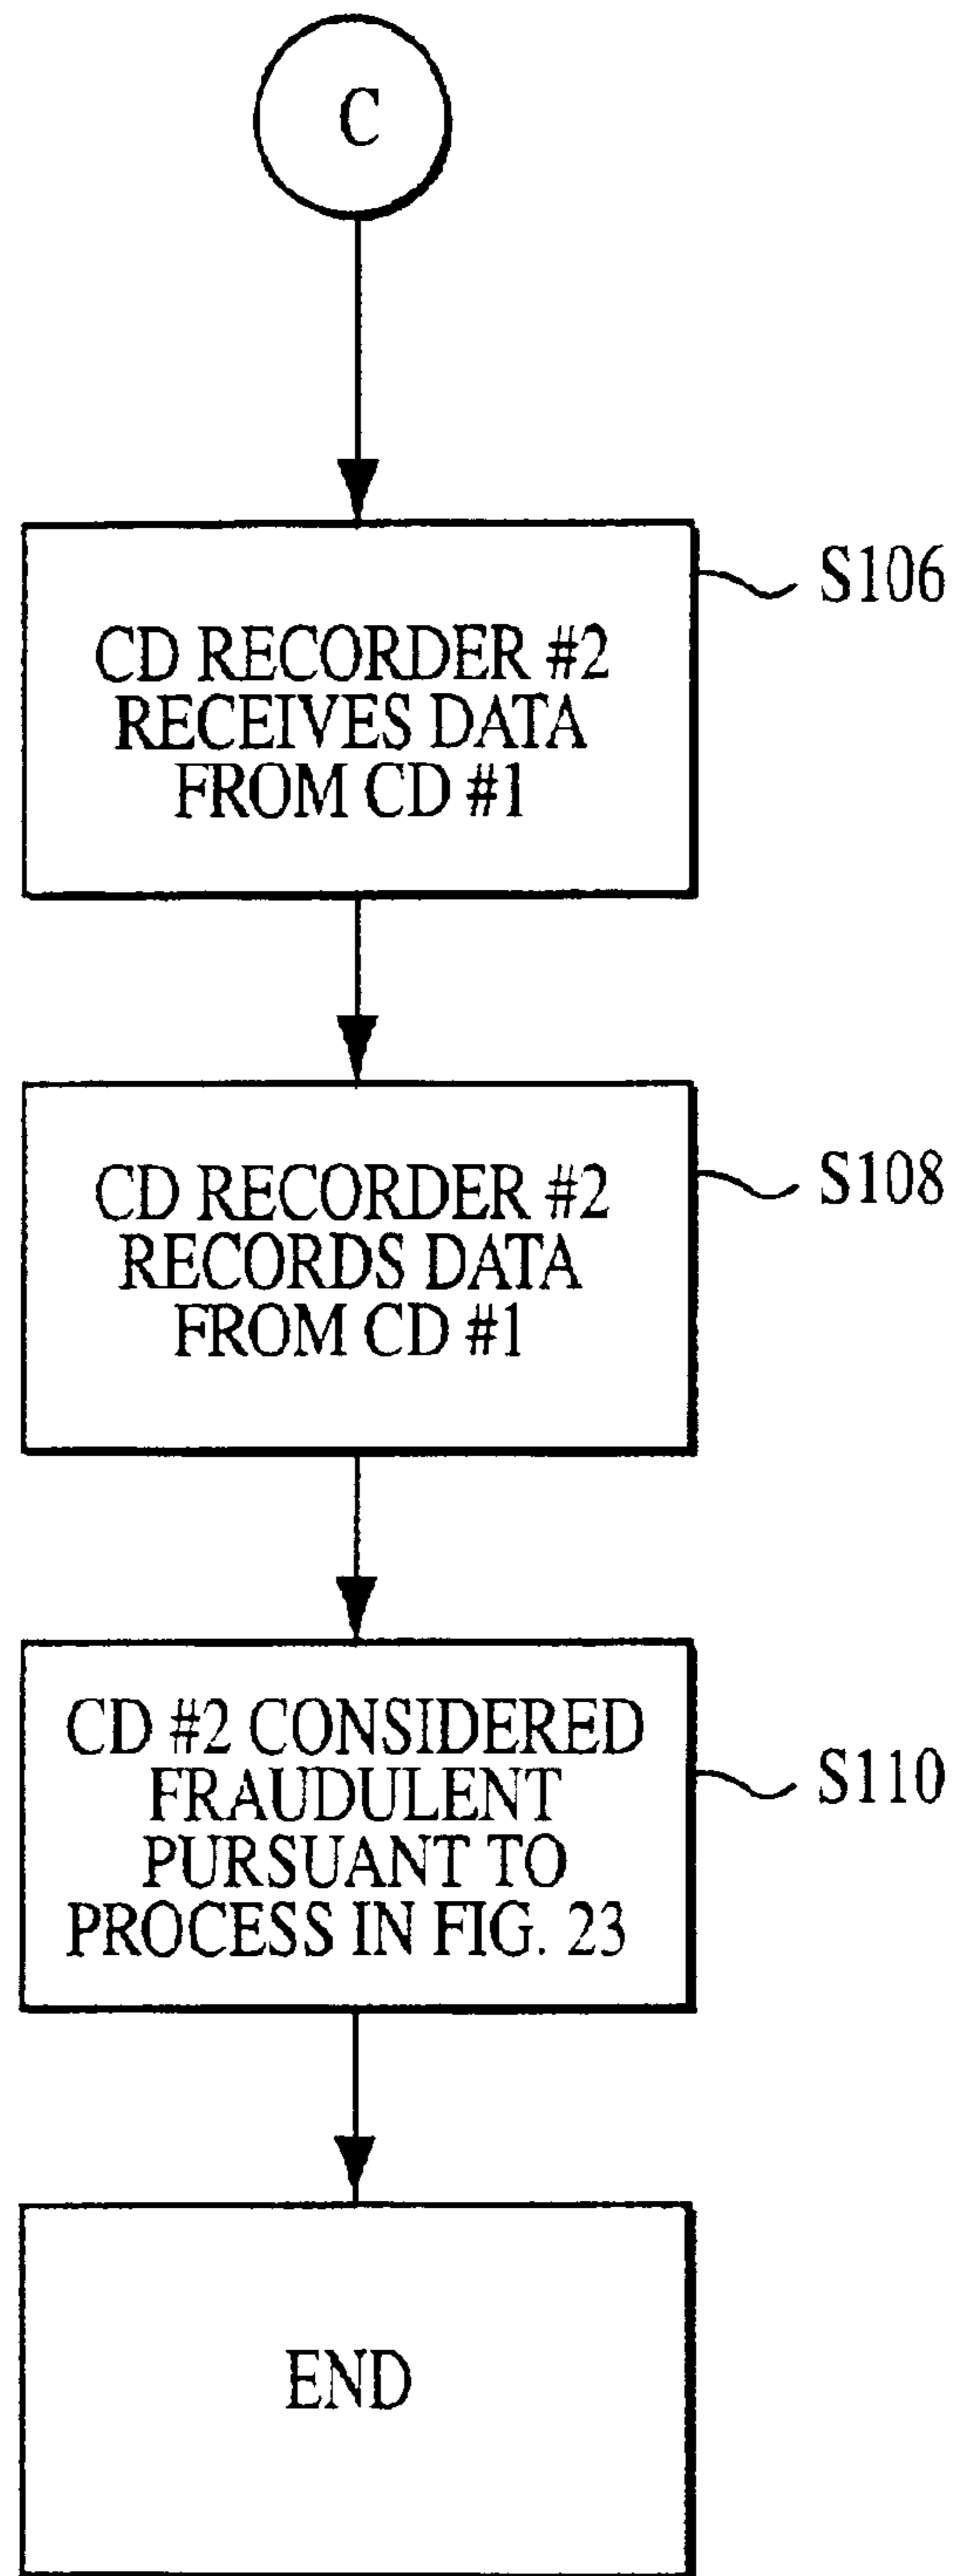 C
S106
CD RECORDER #2
RECEIVES DATA
FROM CD #1
S108
CD RECORDER #2
RECORDS DATA
FROM CD #1
S110
CD #2 CONSIDERED
FRAUDULENT
PURSUANT TO
PROCESS IN FIG. 23
END